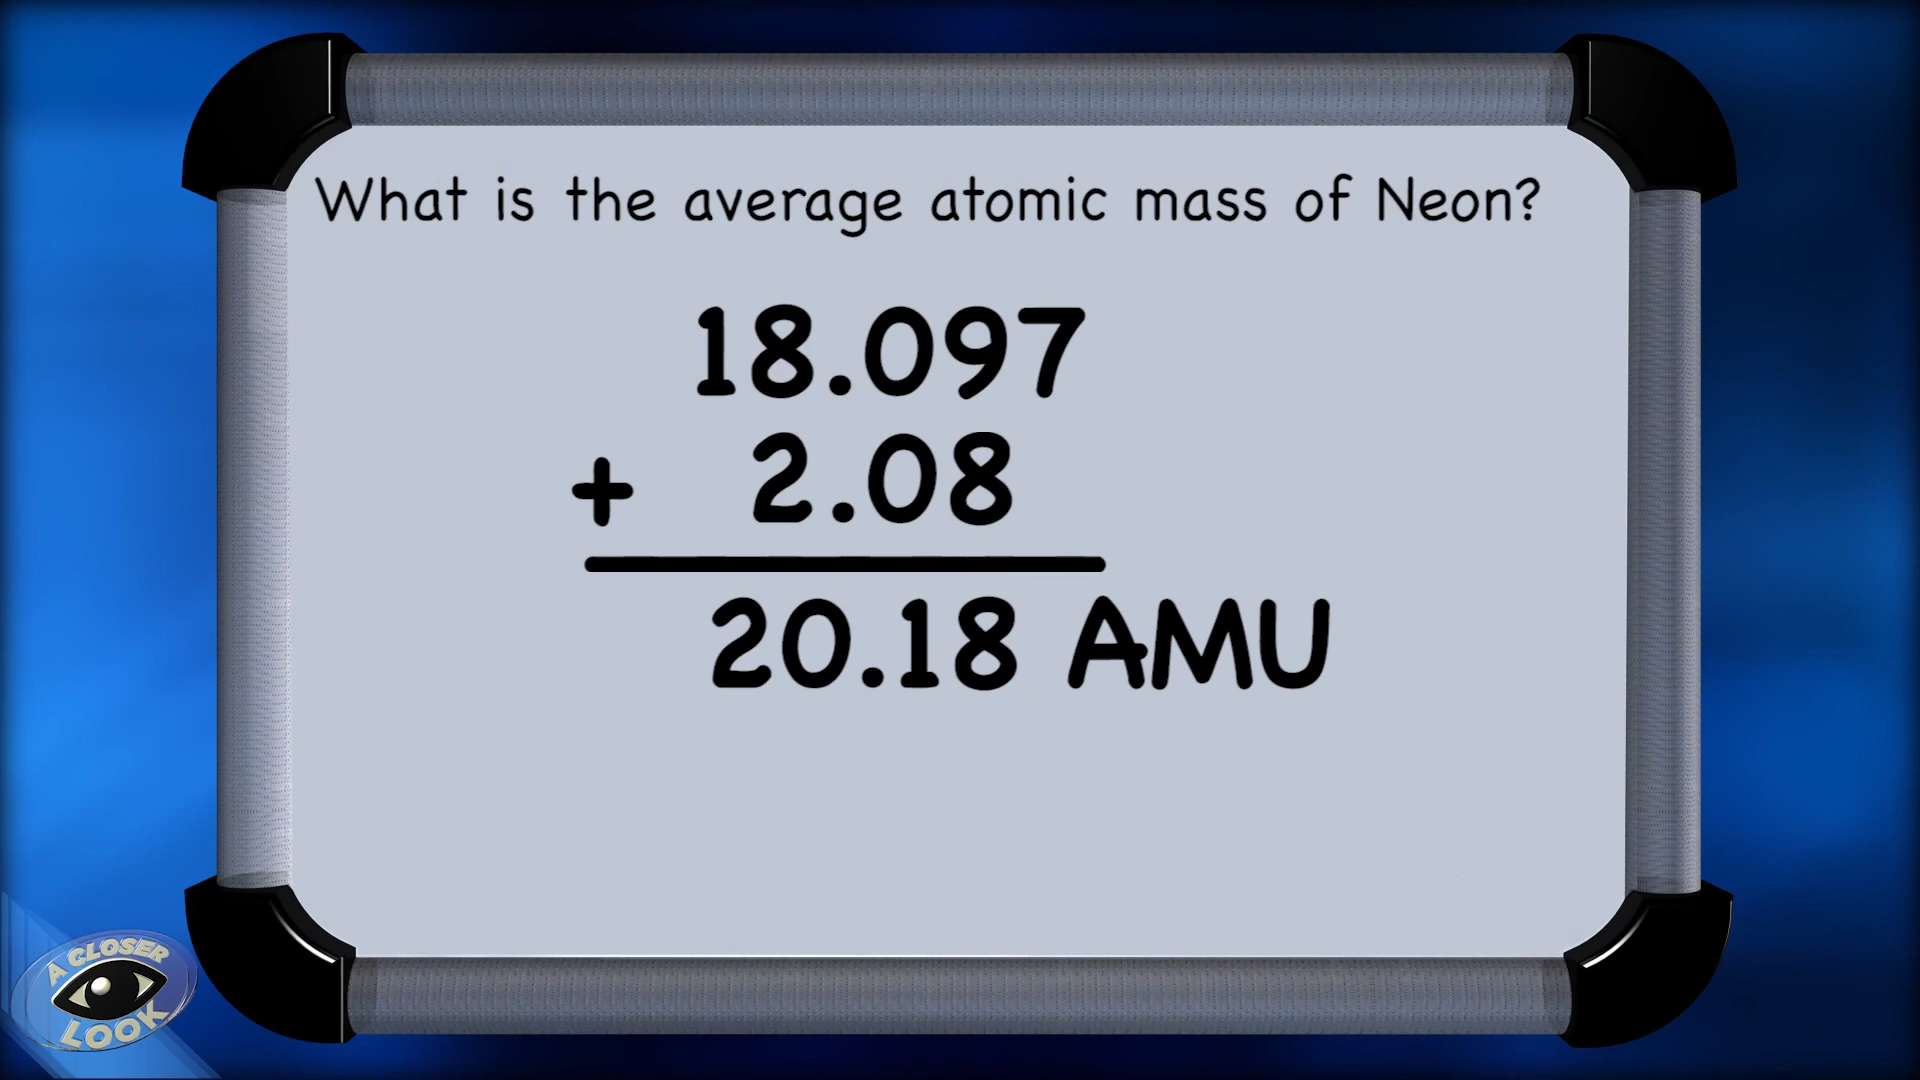 What is the average atomic mass of Neon?
18.097
+ 2.08
20.18 AMU
A CLOSER
LOOK